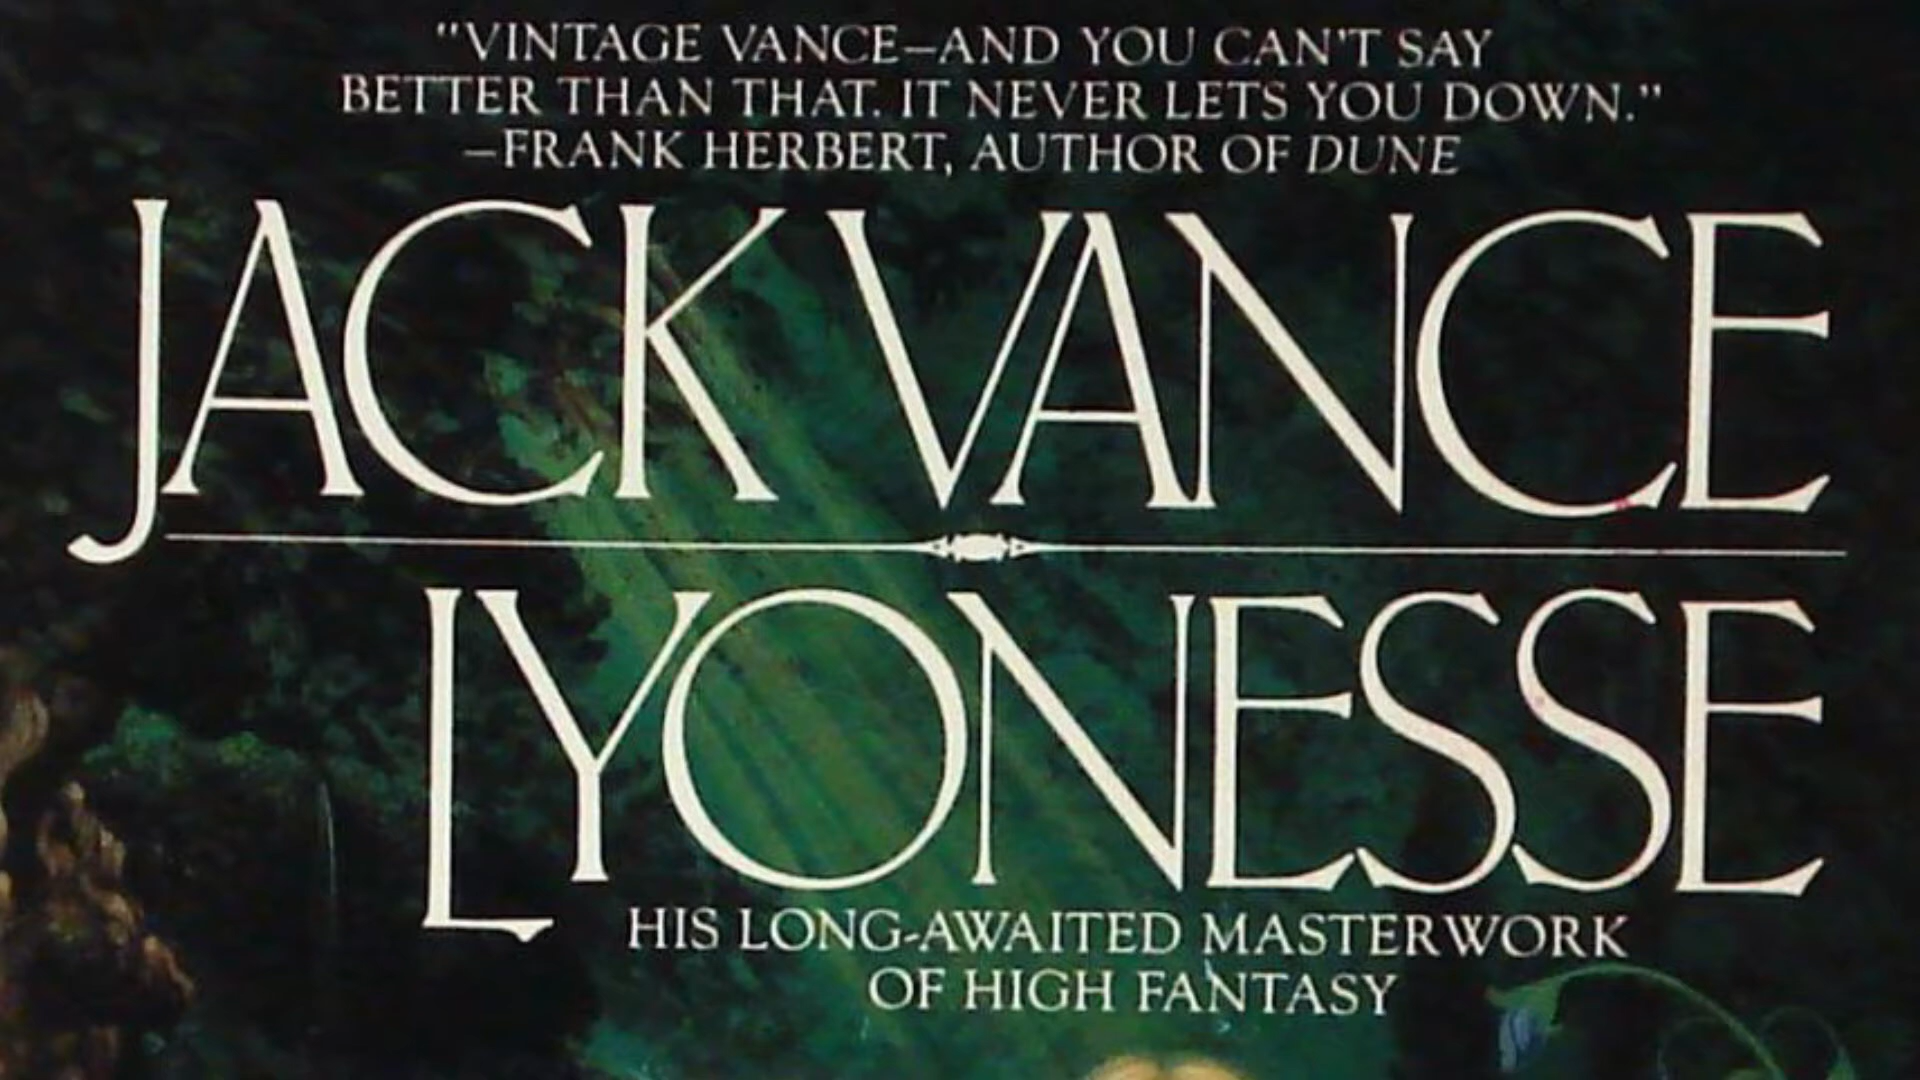 "VINTAGE VANCE—AND YOU CAN'T SAY
BETTER THAN THAT. IT NEVER LETS YOU DOWN."
—FRANK HERBERT, AUTHOR OF DUNE
JACK VANCE
LYONESSE
HIS LONG-AWAITED MASTERWORK
OF HIGH FANTASY